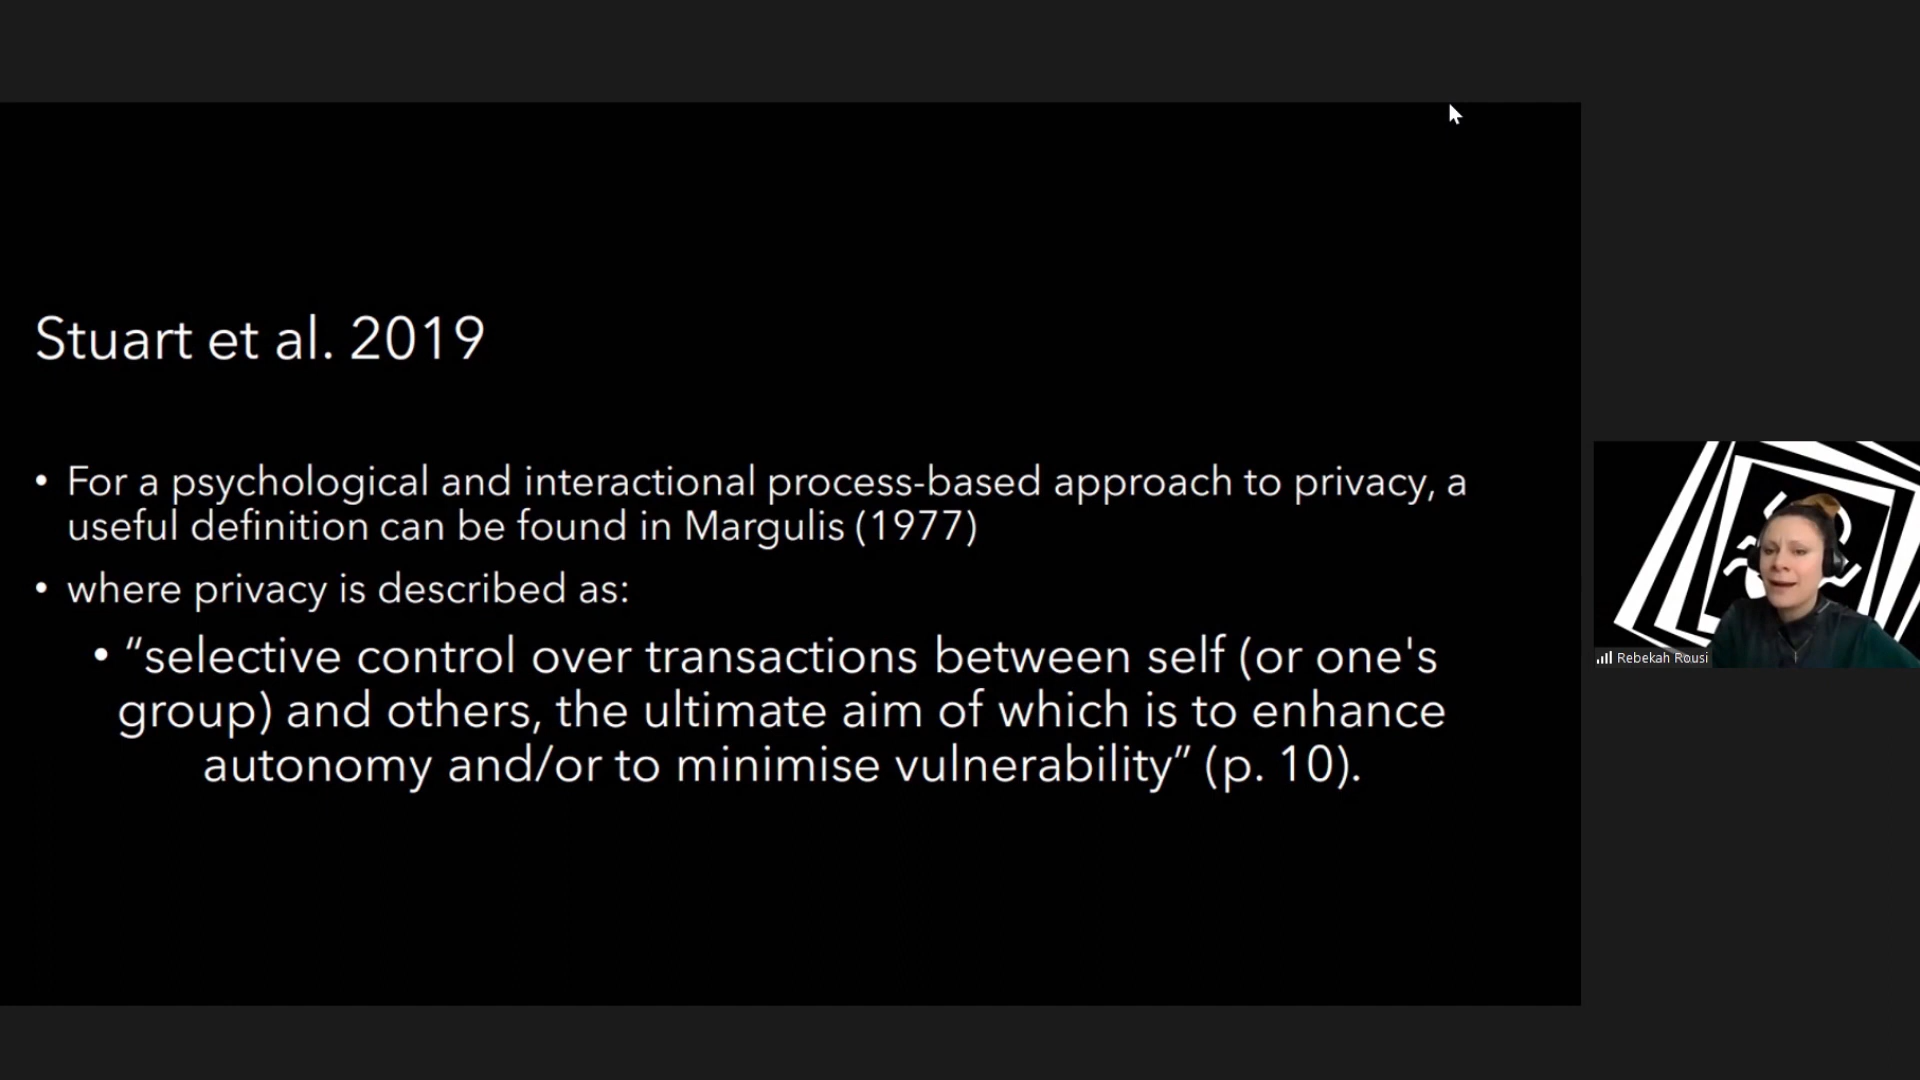 Stuart et al. 2019
• For a psychological and interactional process-based approach to privacy, a
useful definition can be found in Margulis (1977)
• where privacy is described as:
• “selective control over transactions between self (or one's
group) and others, the ultimate aim of which is to enhance
autonomy and/or to minimise vulnerability” (p. 10).
Rebekah Rousi